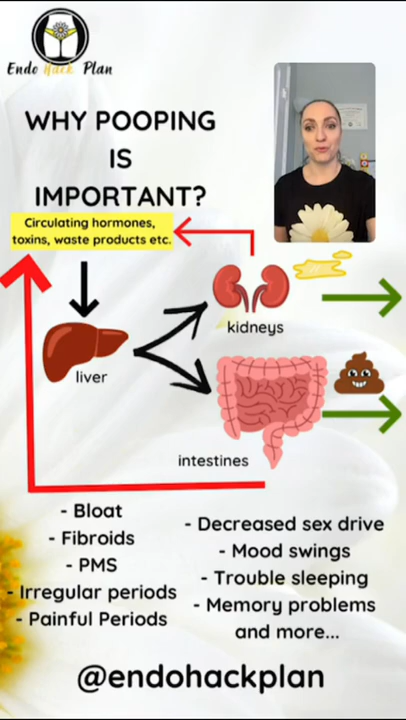 Endo Hack Plan
WHY POOPING
IS
IMPORTANT?
Circulating hormones,
toxins, waste products etc.
kidneys
liver
intestines
- Bloat
- Fibroids
- PMS
- Irregular periods
- Painful Periods
- Decreased sex drive
- Mood swings
- Trouble sleeping
- Memory problems
and more...
@endohackplan